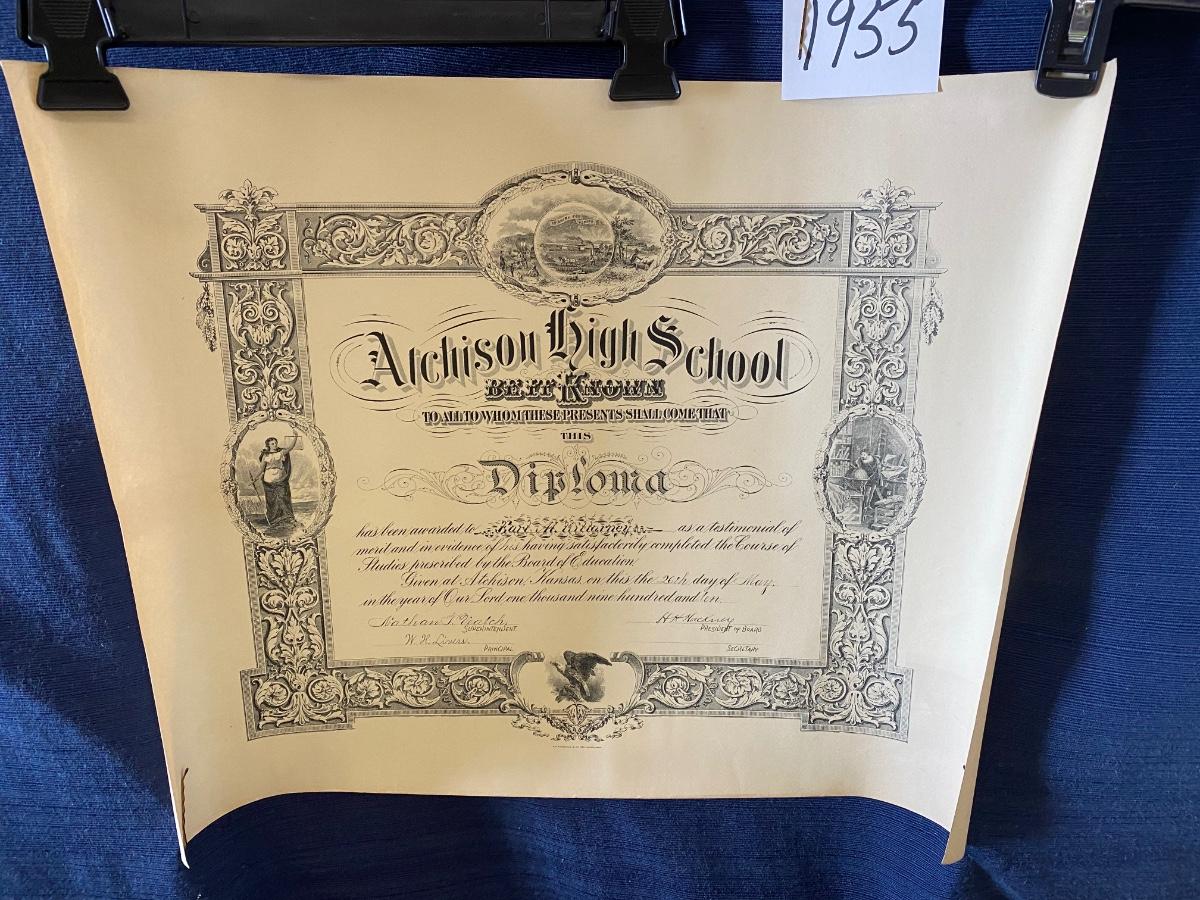 1955
Atchison High School
BE IT KNOWN
TO ALL TO WHOM THESE PRESENTS SHALL COME THAT
THIS
Diploma
has been awarded to as a testimonial of
merit and in evidence of his having satisfactorily completed the Course of
Studies prescribed by the Board of Education
Given at Atchison, Kansas, on this the 26th day of May,
in the year of Our Lord one thousand nine hundred and ten
SUPERINTENDENT
PRESIDENT OF BOARD
PRINCIPAL
SECRETARY